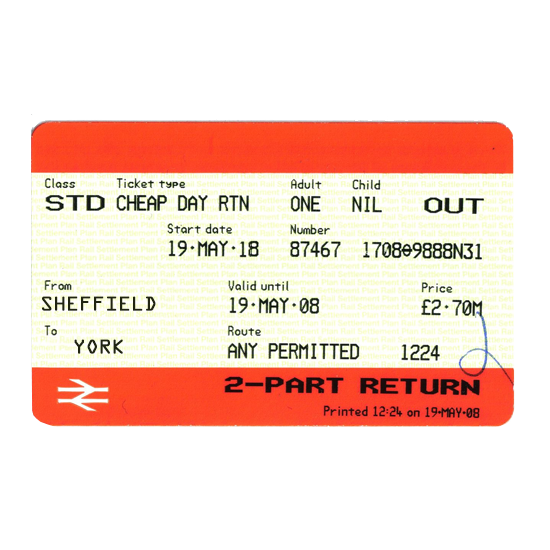 Class Ticket type Adult Child
STD CHEAP DAY RTN ONE NIL OUT
Start date Number
19·MAY·18 87467 170809888N31
From Valid until Price
SHEFFIELD 19·MAY·08 £2·70M
To Route
YORK ANY PERMITTED 1224
2-PART RETURN
Printed 12:24 on 19·MAY·08